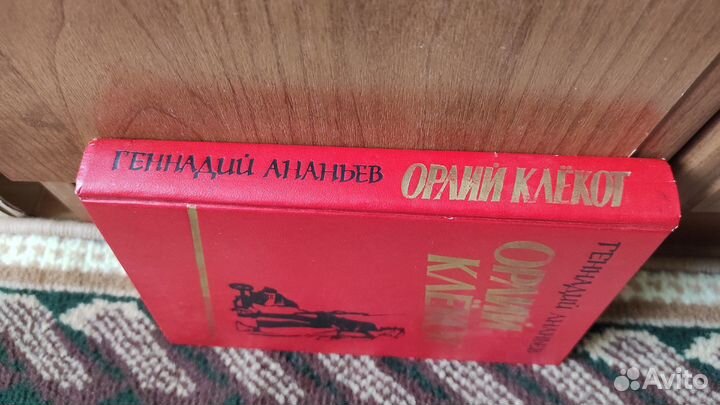 ГЕННАДИЙ АНАНЬЕВ ОРЛИЙ КЛЁКОТ
ГЕННАДИЙ АНАНЬЕВ
ОРЛИЙ
КЛЁКОТ
Avito